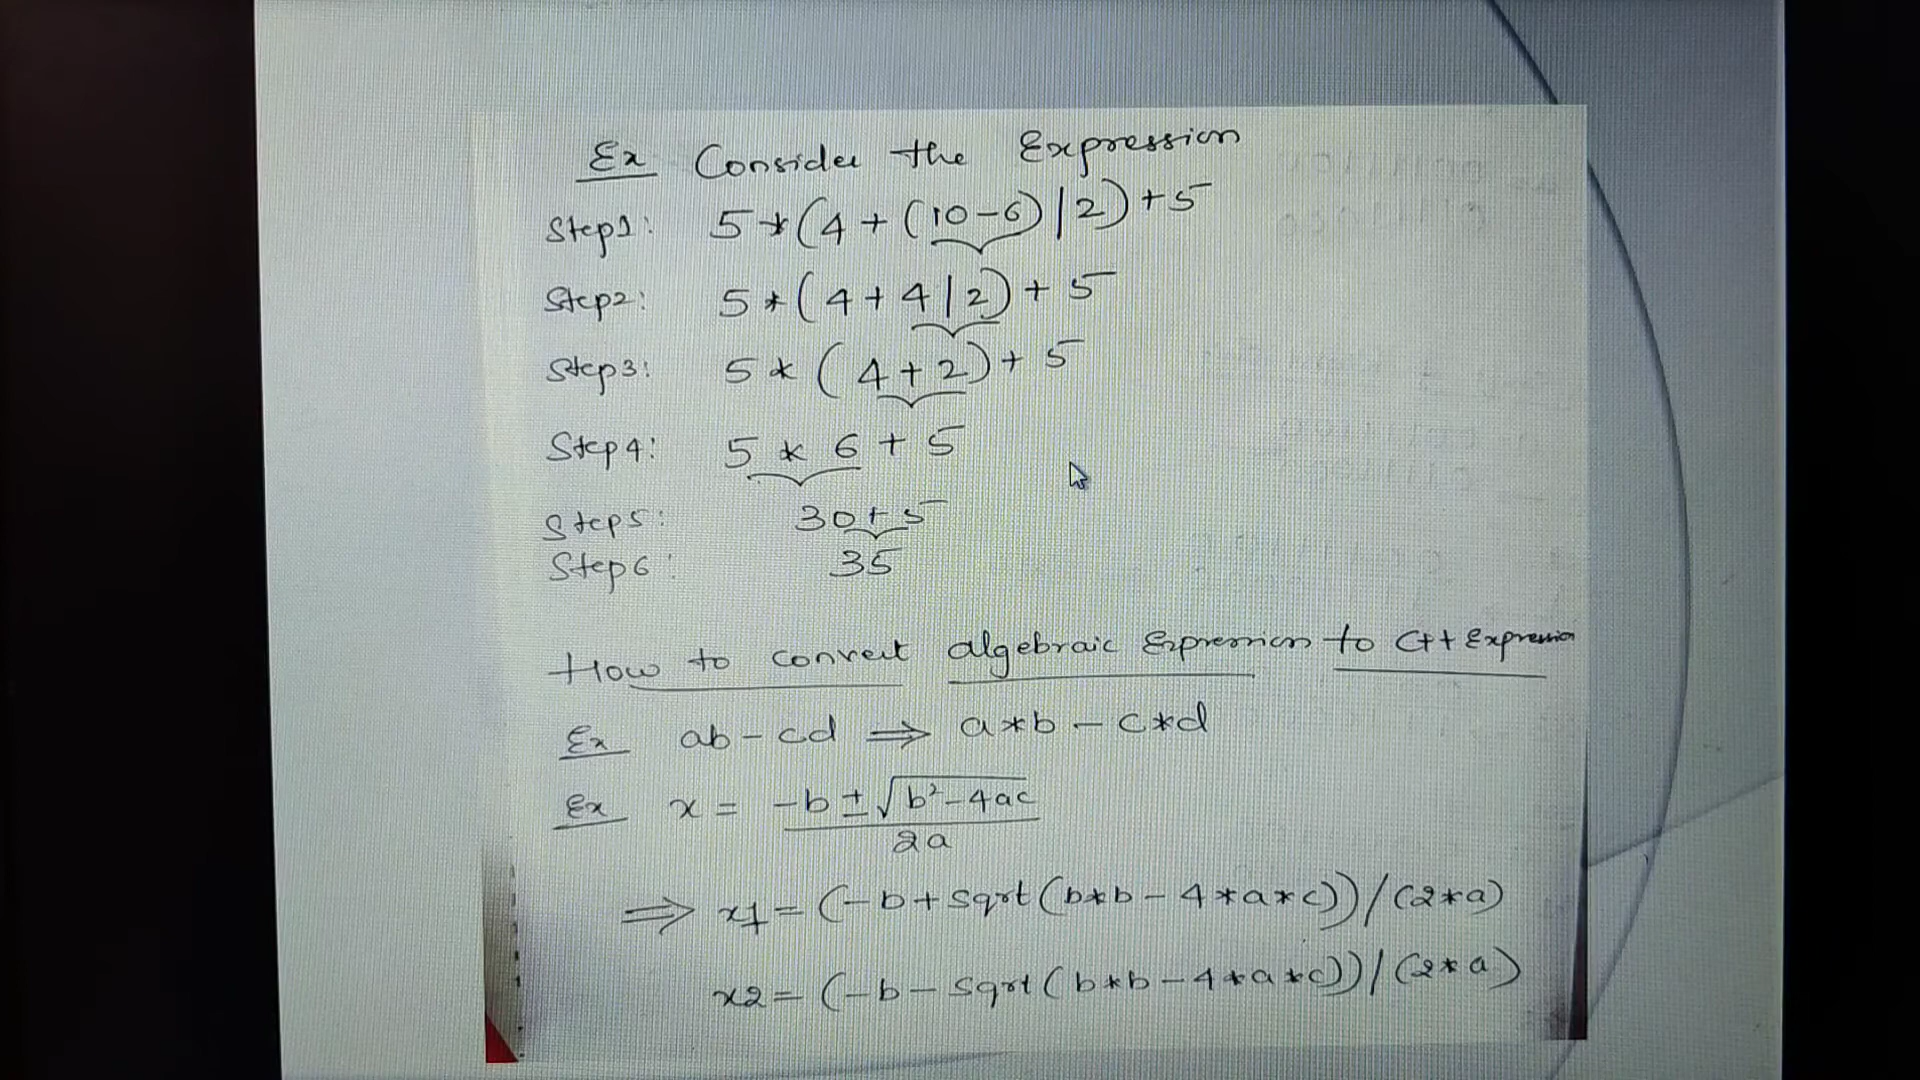 Ex Consider the Expression
Step1: 5*(4+(10-6)/2)+5
Step2: 5*(4+4/2)+5
Step3: 5*(4+2)+5
Step4: 5*6+5
Step5: 30+5
Step6: 35
How to convert algebraic Expression to C++ Expression
Ex ab-cd ⇒ a*b-c*d
Ex x = -b±√b²-4ac
2a
⇒ x1=(-b+sqrt(b*b-4*a*c))/(2*a)
x2=(-b-sqrt(b*b-4*a*c))/(2*a)